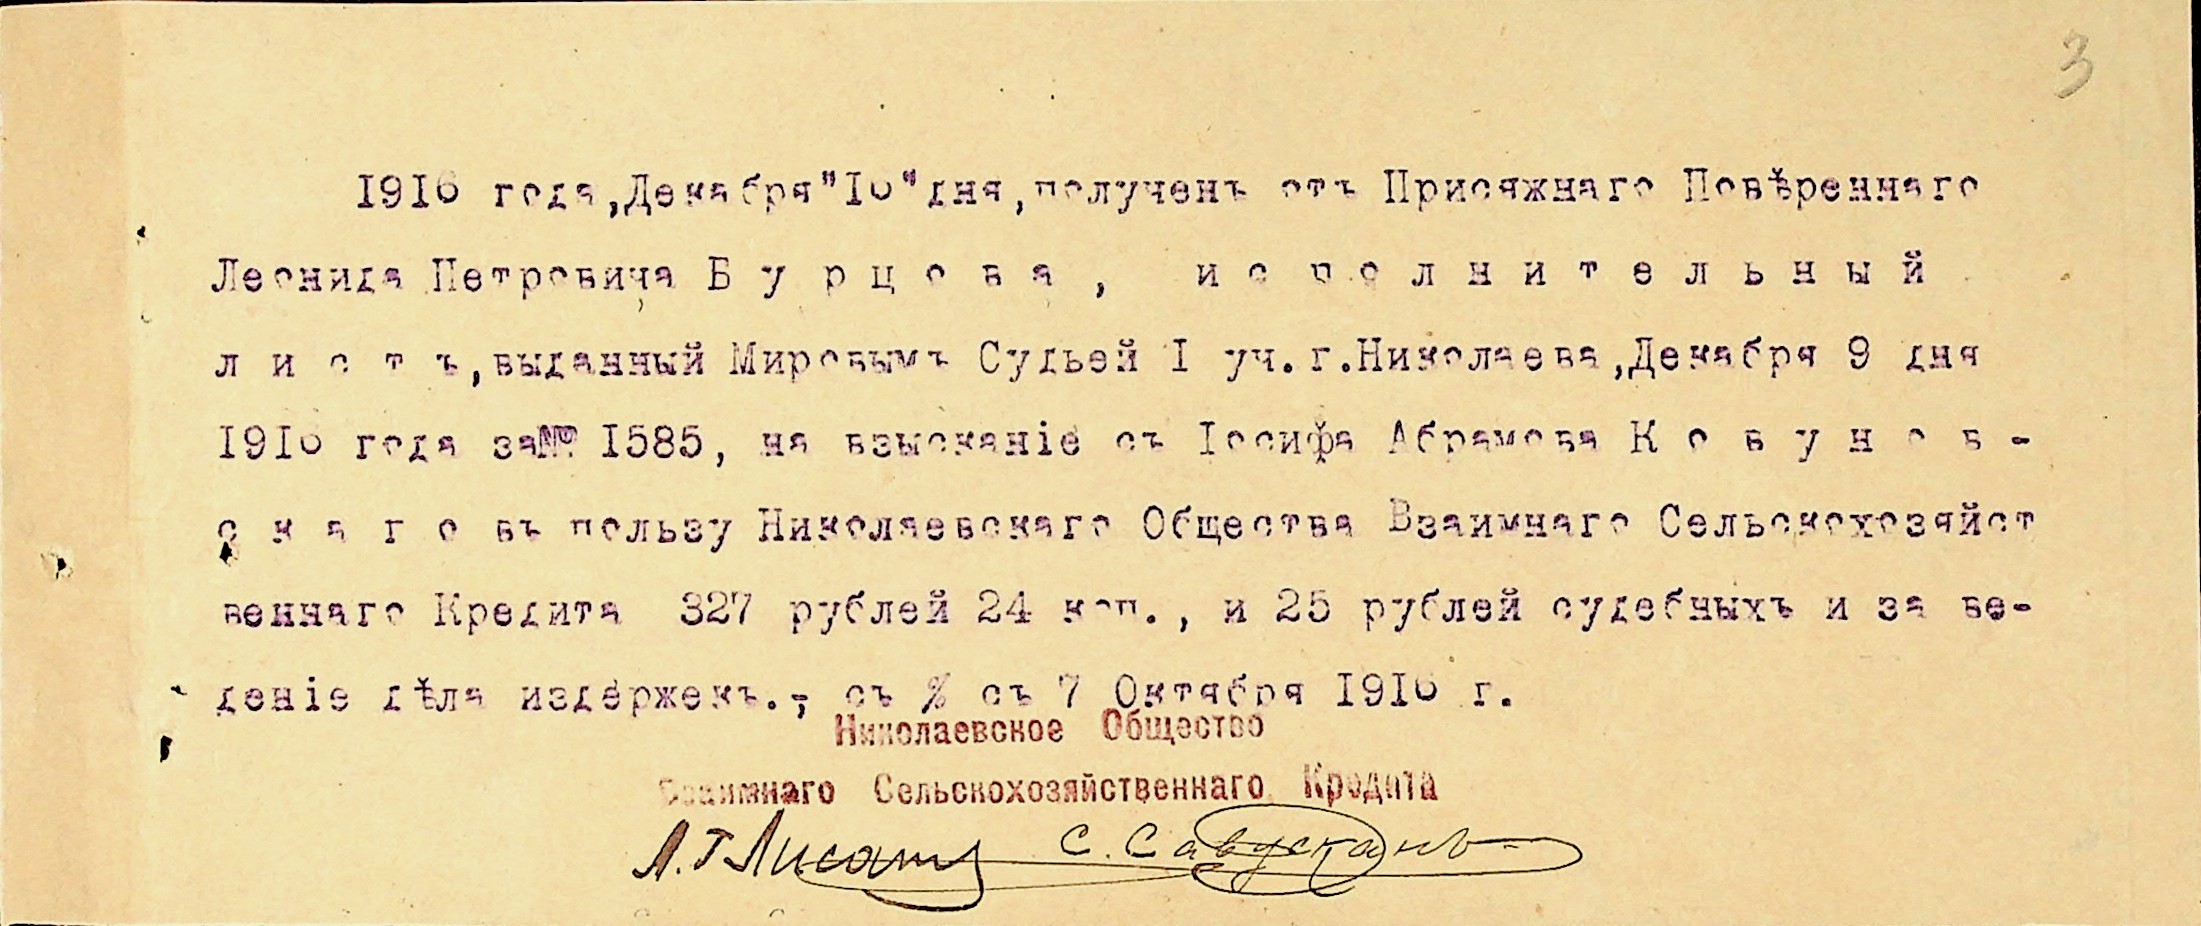 3
1916 года,Декабря"16"дня,полученъ отъ Присяжнаго Повѣреннаго
Леонида Петровича Б у р ц о в а , и с п о л н и т е л ь н ы й
л и с т ъ,выданный Мировымъ Судьей I уч.г.Николаева,Декабря 9 дня
1916 года за№ 1585, на взысканіе съ Іосифа Абрамова К о в у н о в -
с к а г о въ пользу Николаевскаго Общества Взаимнаго Сельскохозяйст
веннаго Кредита 327 рублей 24 коп., и 25 рублей судебныхъ и за ве-
деніе дѣла издержекъ.-, съ % съ 7 Октября 1916 г.
Николаевское Общество
Взаимнаго Сельскохозяйственнаго Кредита